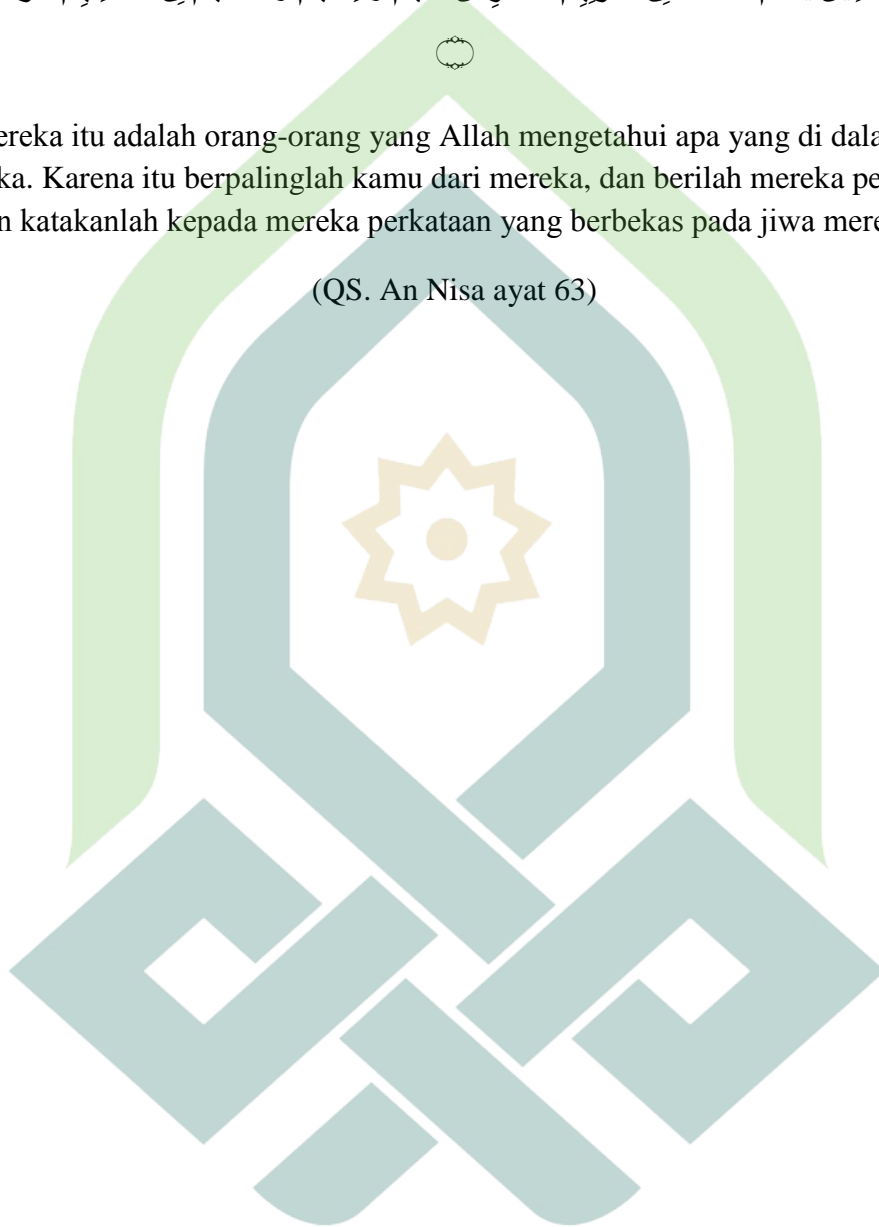 ereka itu adalah orang-orang yang Allah mengetahui apa yang di dala
ka. Karena itu berpalinglah kamu dari mereka, dan berilah mereka pe
n katakanlah kepada mereka perkataan yang berbekas pada jiwa mere
(QS. An Nisa ayat 63)